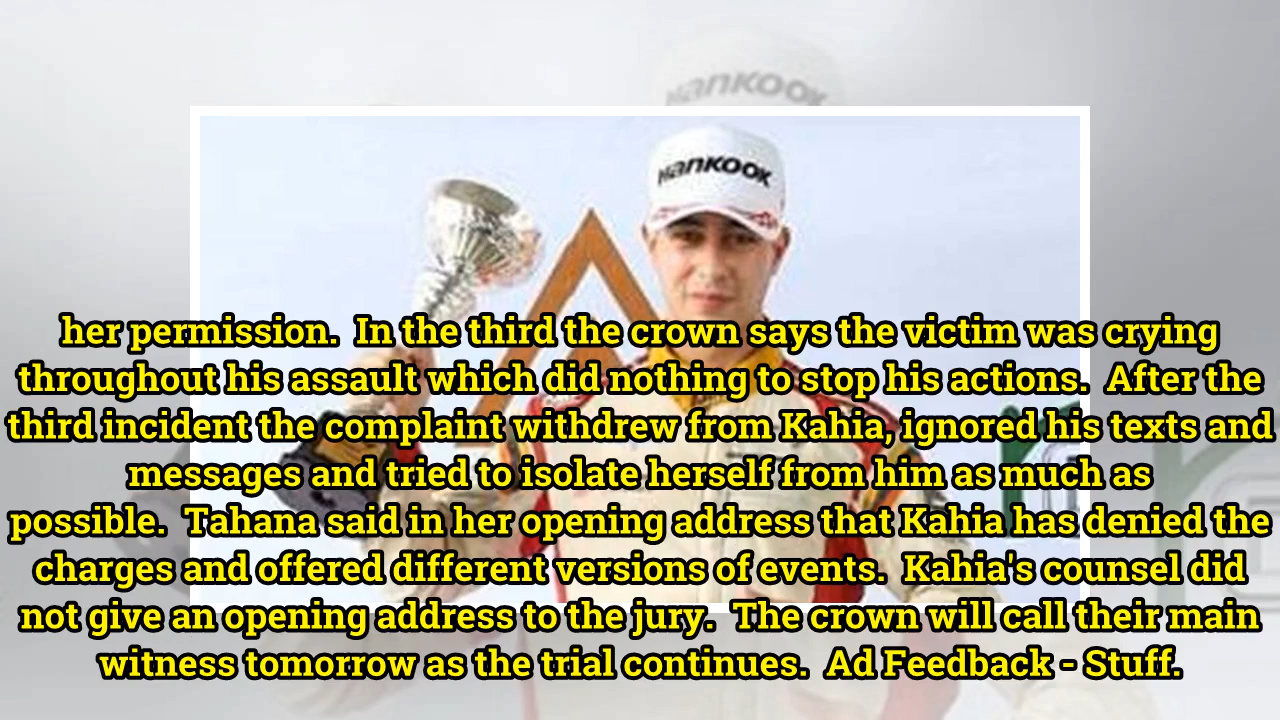 HANKOOK
HANKOOK
her permission.  In the third the crown says the victim was crying
throughout his assault which did nothing to stop his actions.  After the
third incident the complaint withdrew from Kahia, ignored his texts and
messages and tried to isolate herself from him as much as
possible.  Tahana said in her opening address that Kahia has denied the
charges and offered different versions of events.  Kahia's counsel did
not give an opening address to the jury.  The crown will call their main
witness tomorrow as the trial continues.  Ad Feedback - Stuff.